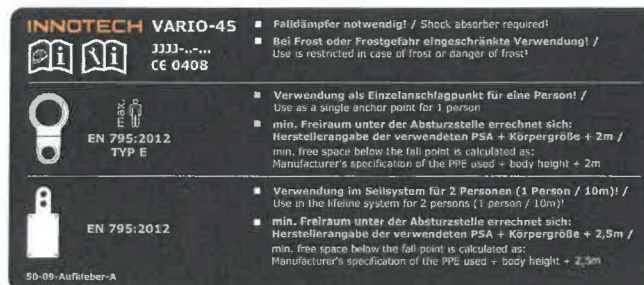 INNOTECH VARIO-45
JJJJ-..-...
CE 0408
■ Falldämpfer notwendig! / Shock absorber required!
■ Bei Frost oder Frostgefahr eingeschränkte Verwendung! /
Use is restricted in case of frost or danger of frost!
maxi.
EN 795:2012
TYP E
■ Verwendung als Einzelanschlagpunkt für eine Person! /
Use as a single anchor point for 1 person
■ min. Freiraum unter der Absturzstelle errechnet sich:
Herstellerangabe der verwendeten PSA + Körpergröße + 2m /
min. free space below the fall point is calculated as:
Manufacturer's specification of the PPE used + body height + 2m
EN 795:2012
■ Verwendung im Seilsystem für 2 Personen (1 Person / 10m)! /
Use in the lifeline system for 2 persons (1 person / 10m)!
■ min. Freiraum unter der Absturzstelle errechnet sich:
Herstellerangabe der verwendeten PSA + Körpergröße + 2,5m /
min. free space below the fall point is calculated as:
Manufacturer's specification of the PPE used + body height + 2,5m
50-09-Aufkleber-A